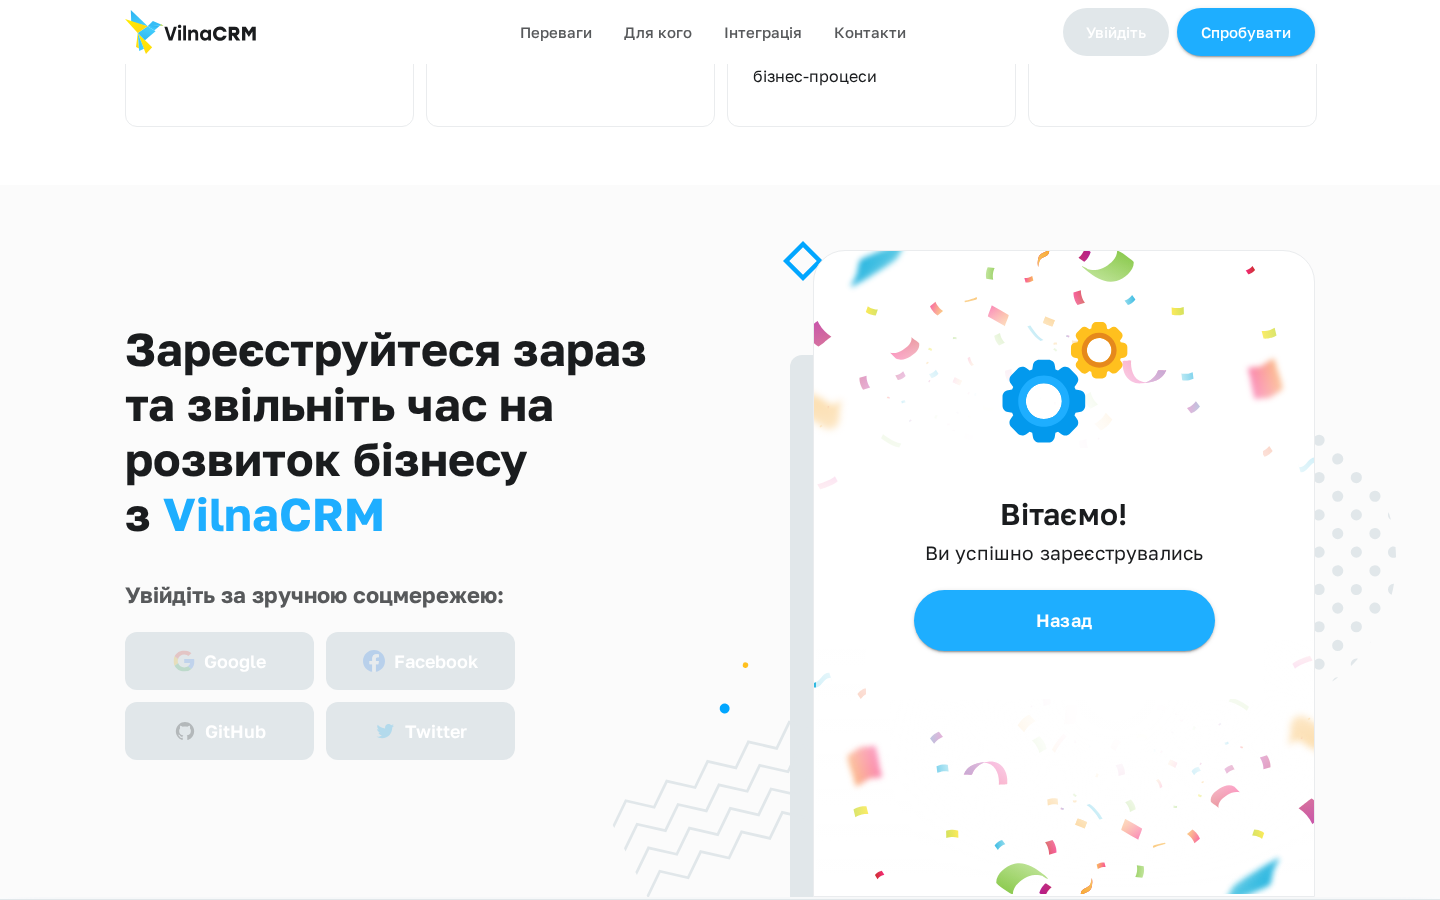 VilnaCRM
Переваги
Для кого
Інтеграція
Контакти
Увійдіть
Спробувати
бізнес-процеси
Зареєструйтеся зараз
та звільніть час на
розвиток бізнесу
з VilnaCRM
Увійдіть за зручною соцмережею:
Google
Facebook
GitHub
Twitter
Вітаємо!
Ви успішно зареєструвались
Назад